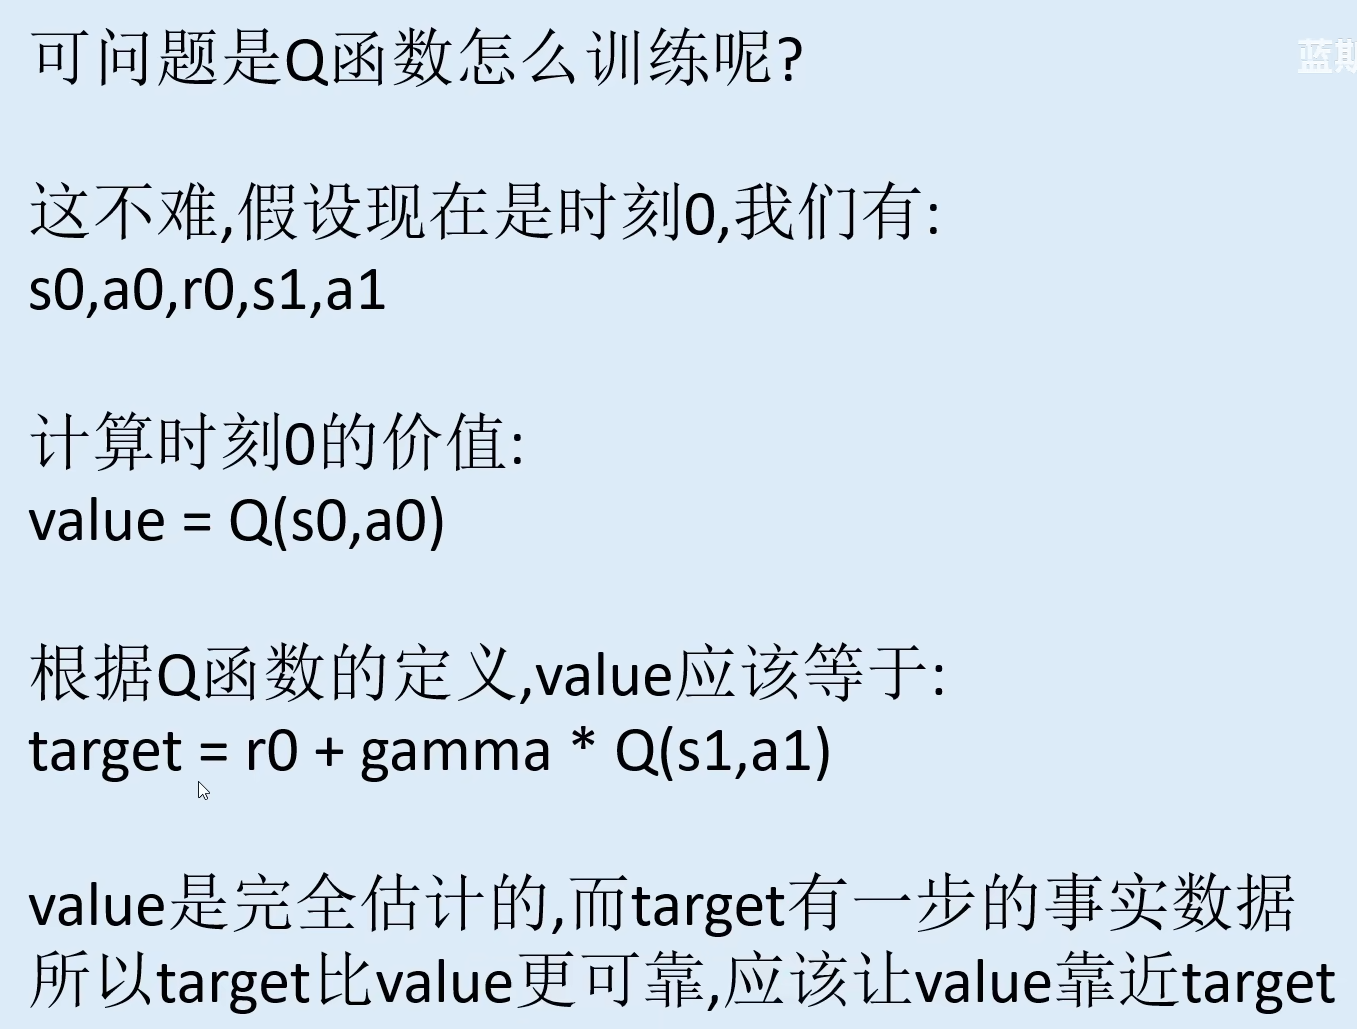 可问题是Q函数怎么训练呢?
这不难,假设现在是时刻0,我们有:
s0,a0,r0,s1,a1
计算时刻0的价值:
value = Q(s0,a0)
根据Q函数的定义,value应该等于:
target = r0 + gamma * Q(s1,a1)
value是完全估计的,而target有一步的事实数据
所以target比value更可靠,应该让value靠近target